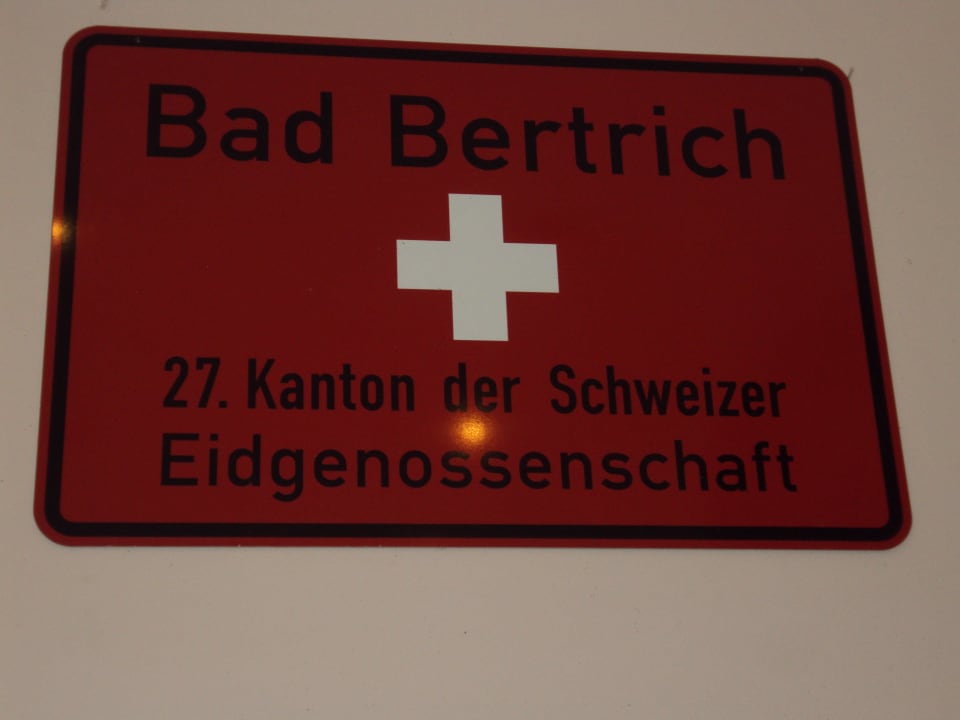 Bad Bertrich
27. Kanton der Schweizer
Eidgenossenschaft